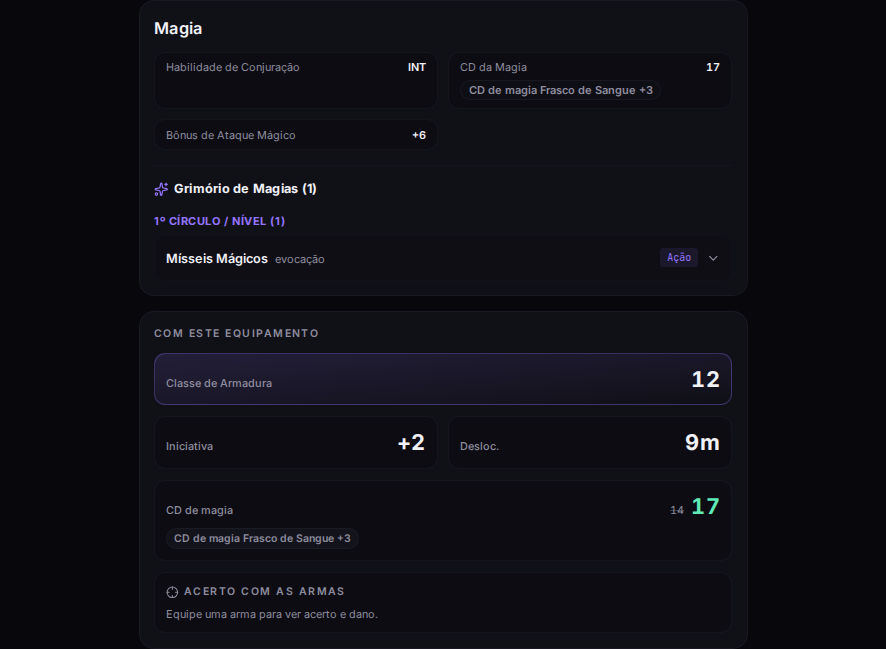 Magia
Habilidade de Conjuração INT
CD da Magia 17
CD de magia Frasco de Sangue +3
Bônus de Ataque Mágico +6
Grimório de Magias (1)
1º CÍRCULO / NÍVEL (1)
Mísseis Mágicos evocação Ação
COM ESTE EQUIPAMENTO
Classe de Armadura 12
Iniciativa +2
Desloc. 9m
CD de magia 14 17
CD de magia Frasco de Sangue +3
ACERTO COM AS ARMAS
Equipe uma arma para ver acerto e dano.